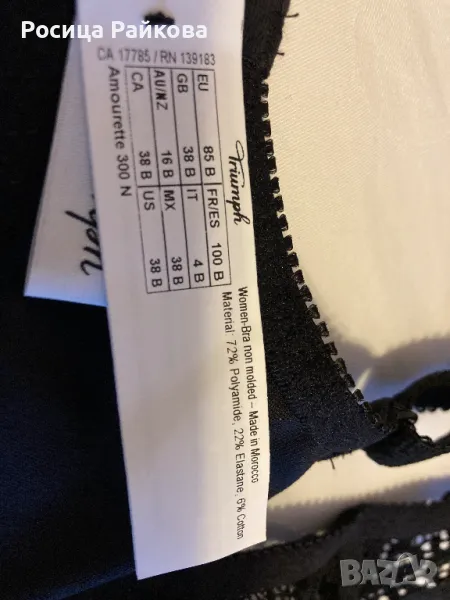 Росица Райкова
Triumph
EU 85 B FR/ES 100 B
GB 38 B IT 4 B
AU/NZ 16 B MX 38 B
CA 38 B US 38 B
Amourette 300 N
CA 17785 / RN 139183
Women-Bra non molded – Made in Morocco
Material: 72% Polyamide, 22% Elastane, 6% Cotton
BAZAR